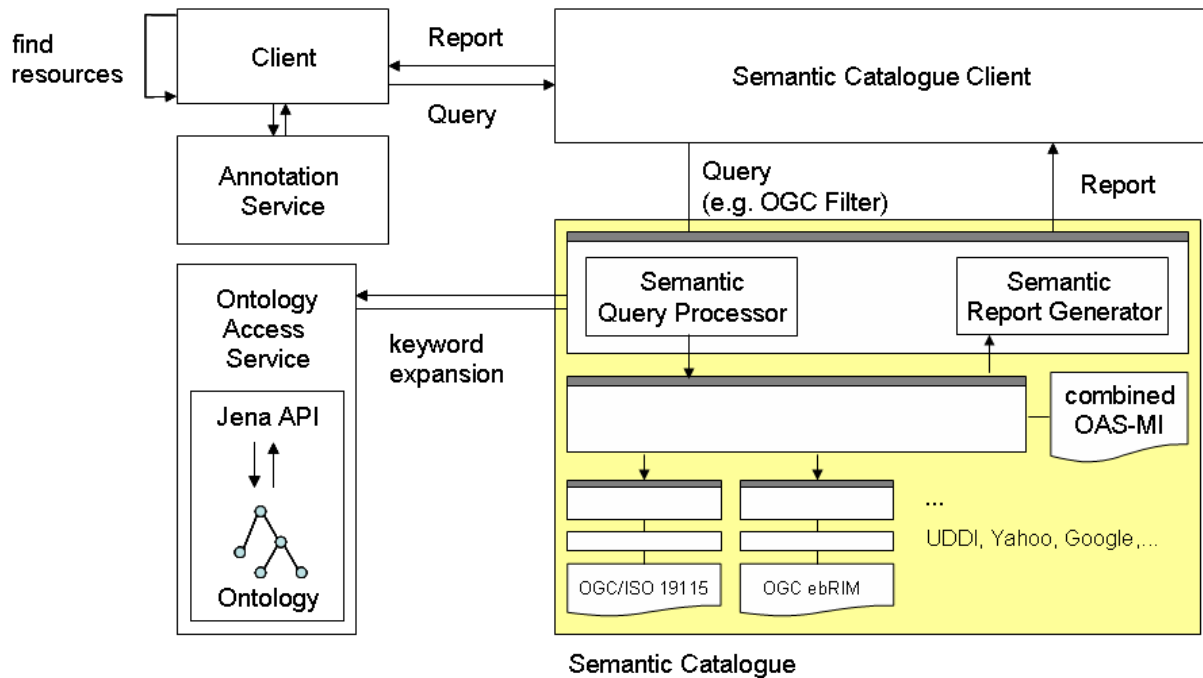 find
resources
Client
Report
Query
Semantic Catalogue Client
Annotation
Service
Query
(e.g. OGC Filter)
Report
Ontology
Access
Service
Jena API
Ontology
keyword
expansion
Semantic
Query Processor
Semantic
Report Generator
combined
OAS-MI
...
UDDI, Yahoo, Google,...
OGC/ISO 19115
OGC ebRIM
Semantic Catalogue